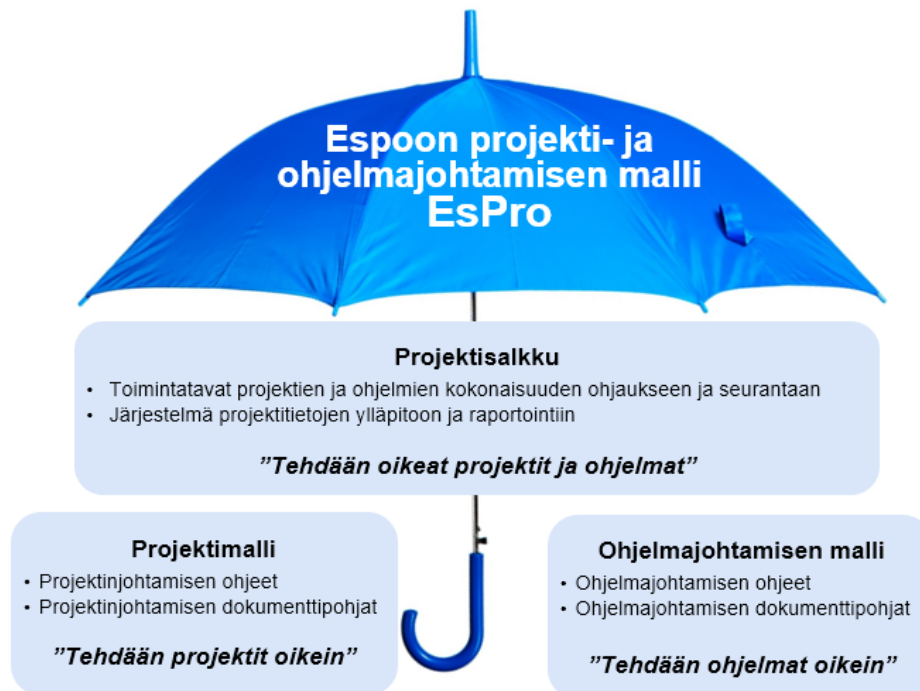 Espoon projekti- ja
ohjelmajohtamisen malli
EsPro
Projektisalkku
• Toimintatavat projektien ja ohjelmien kokonaisuuden ohjaukseen ja seurantaan
• Järjestelmä projektitietojen ylläpitoon ja raportointiin
”Tehdään oikeat projektit ja ohjelmat”
Projektimalli
• Projektinjohtamisen ohjeet
• Projektinjohtamisen dokumenttipohjat
”Tehdään projektit oikein”
Ohjelmajohtamisen malli
• Ohjelmajohtamisen ohjeet
• Ohjelmajohtamisen dokumenttipohjat
”Tehdään ohjelmat oikein”